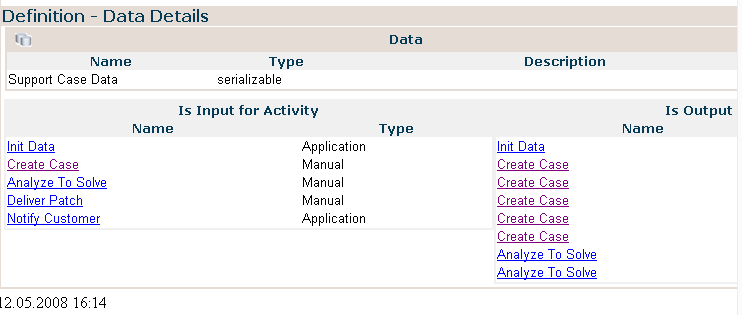 Definition - Data Details
Data
Name Type Description
Support Case Data serializable
Is Input for Activity
Name Type
Init Data Application
Create Case Manual
Analyze To Solve Manual
Deliver Patch Manual
Notify Customer Application
Is Output
Name
Init Data
Create Case
Create Case
Create Case
Create Case
Create Case
Analyze To Solve
Analyze To Solve
12.05.2008 16:14